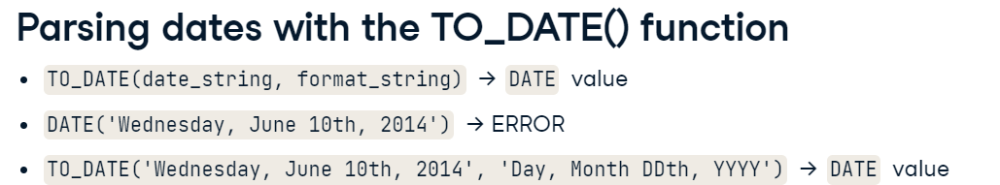 Parsing dates with the TO_DATE() function
• TO_DATE(date_string, format_string) → DATE value
• DATE('Wednesday, June 10th, 2014') → ERROR
• TO_DATE('Wednesday, June 10th, 2014', 'Day, Month DDth, YYYY') → DATE value